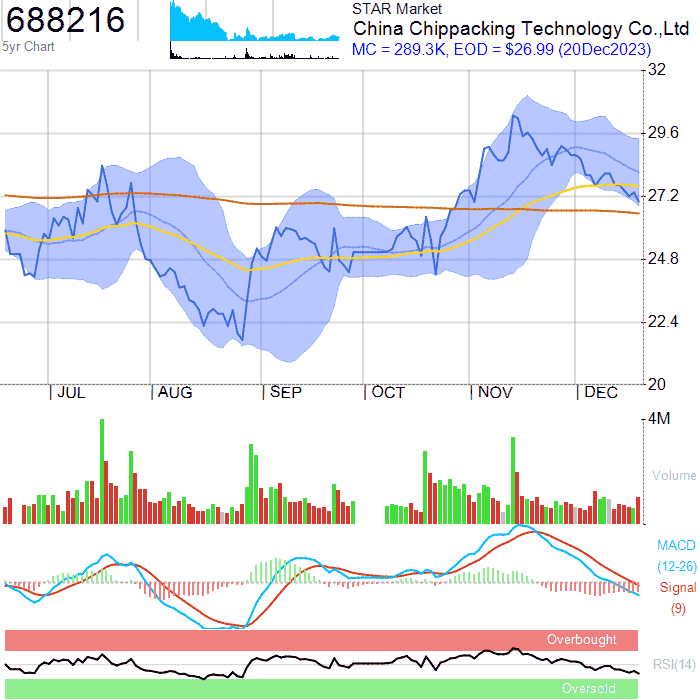 688216
5yr Chart
STAR Market
China Chippacking Technology Co.,Ltd
MC = 289.3K, EOD = $26.99 (20Dec2023)
32
29.6
27.2
24.8
22.4
20
JUL AUG SEP OCT NOV DEC
4M
Volume
MACD
(12-26)
Signal
(9)
Overbought
RSI(14)
Oversold